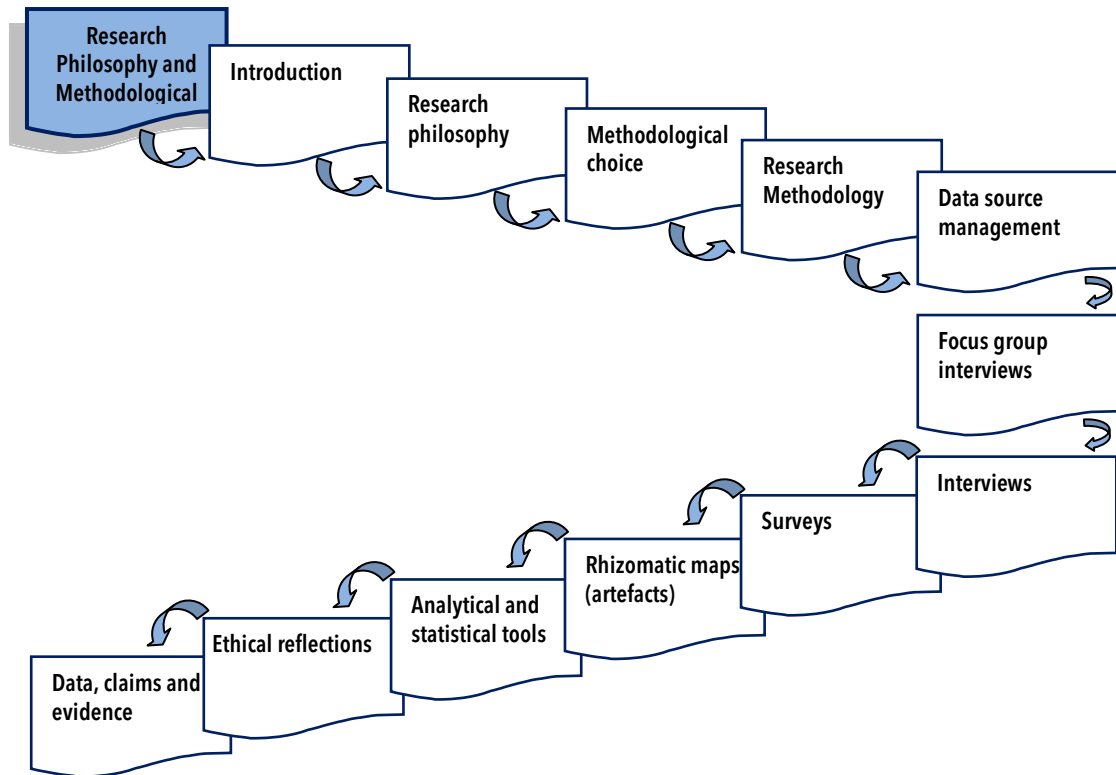 Research
Philosophy and
Methodological
Introduction
Research
philosophy
Methodological
choice
Research
Methodology
Data source
management
Focus group
interviews
Interviews
Surveys
Rhizomatic maps
(artefacts)
Analytical and
statistical tools
Ethical reflections
Data, claims and
evidence